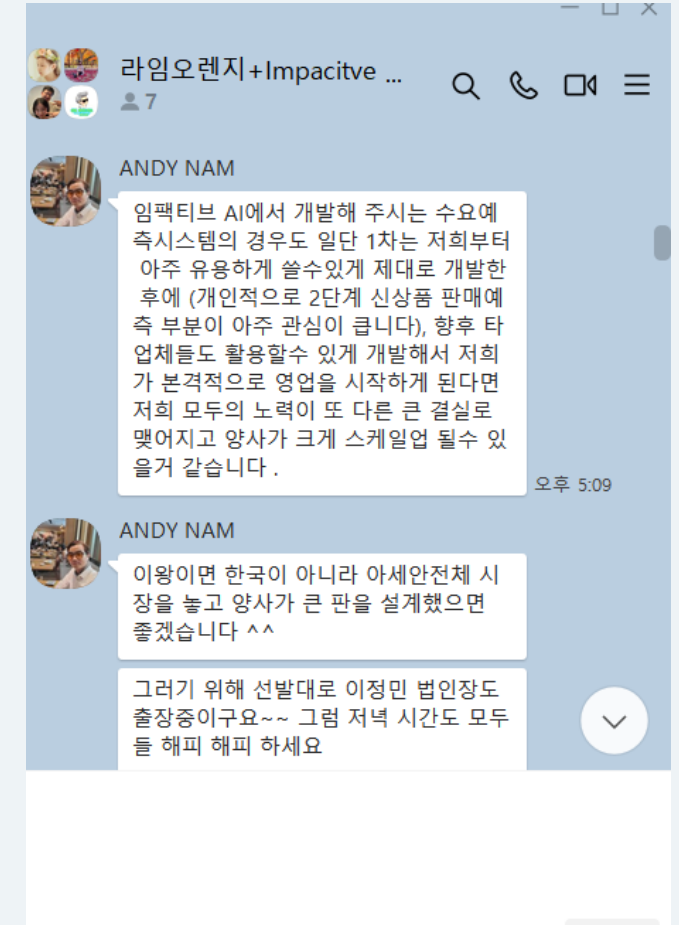 라임오렌지+Impacitve ...
7
ANDY NAM
임팩티브 AI에서 개발해 주시는 수요예
측시스템의 경우도 일단 1차는 저희부터
아주 유용하게 쓸수있게 제대로 개발한
후에 (개인적으로 2단계 신상품 판매예
측 부분이 아주 관심이 큽니다), 향후 타
업체들도 활용할수 있게 개발해서 저희
가 본격적으로 영업을 시작하게 된다면
저희 모두의 노력이 또 다른 큰 결실로
맺어지고 양사가 크게 스케일업 될수 있
을거 같습니다 .
오후 5:09
ANDY NAM
이왕이면 한국이 아니라 아세안전체 시
장을 놓고 양사가 큰 판을 설계했으면
좋겠습니다 ^^
그러기 위해 선발대로 이정민 법인장도
출장중이구요~~ 그럼 저녁 시간도 모두
들 해피 해피 하세요